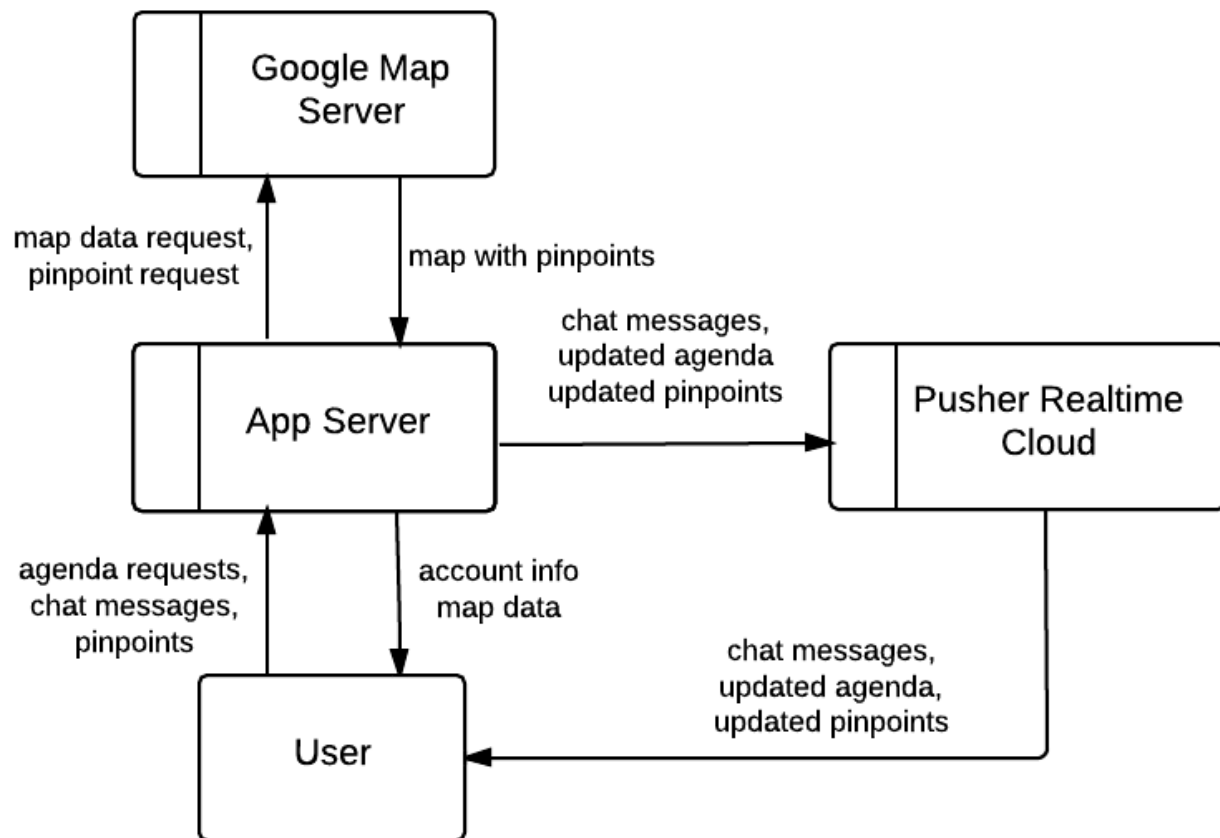 Google Map
Server
map data request,
pinpoint request
map with pinpoints
chat messages,
updated agenda
updated pinpoints
App Server
Pusher Realtime
Cloud
agenda requests,
chat messages,
pinpoints
account info
map data
chat messages,
updated agenda,
updated pinpoints
User